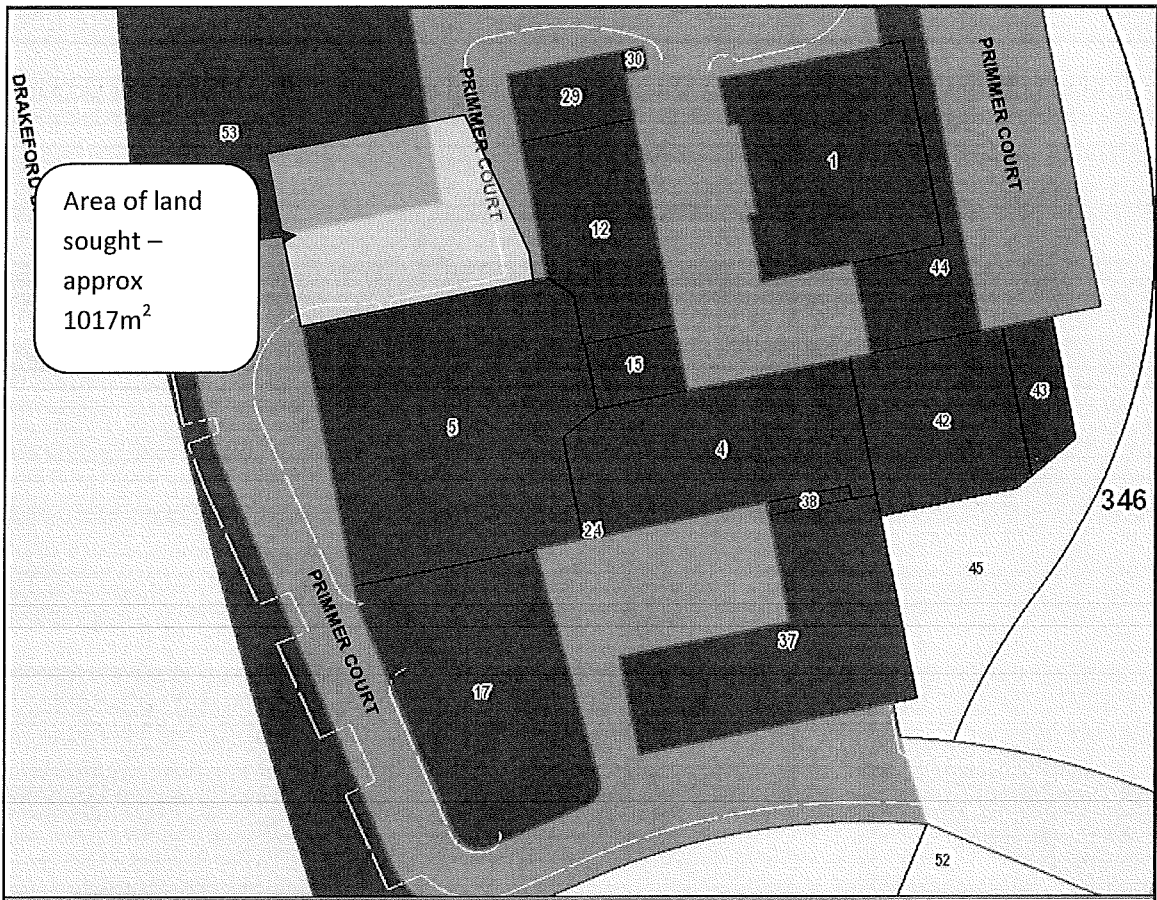 DRAKEFORD
53
PRIMMER COURT
30
29
1
PRIMMER COURT
Area of land
sought –
approx
1017m²
12
44
15
43
5
42
4
38
346
24
45
PRIMMER COURT
37
17
52